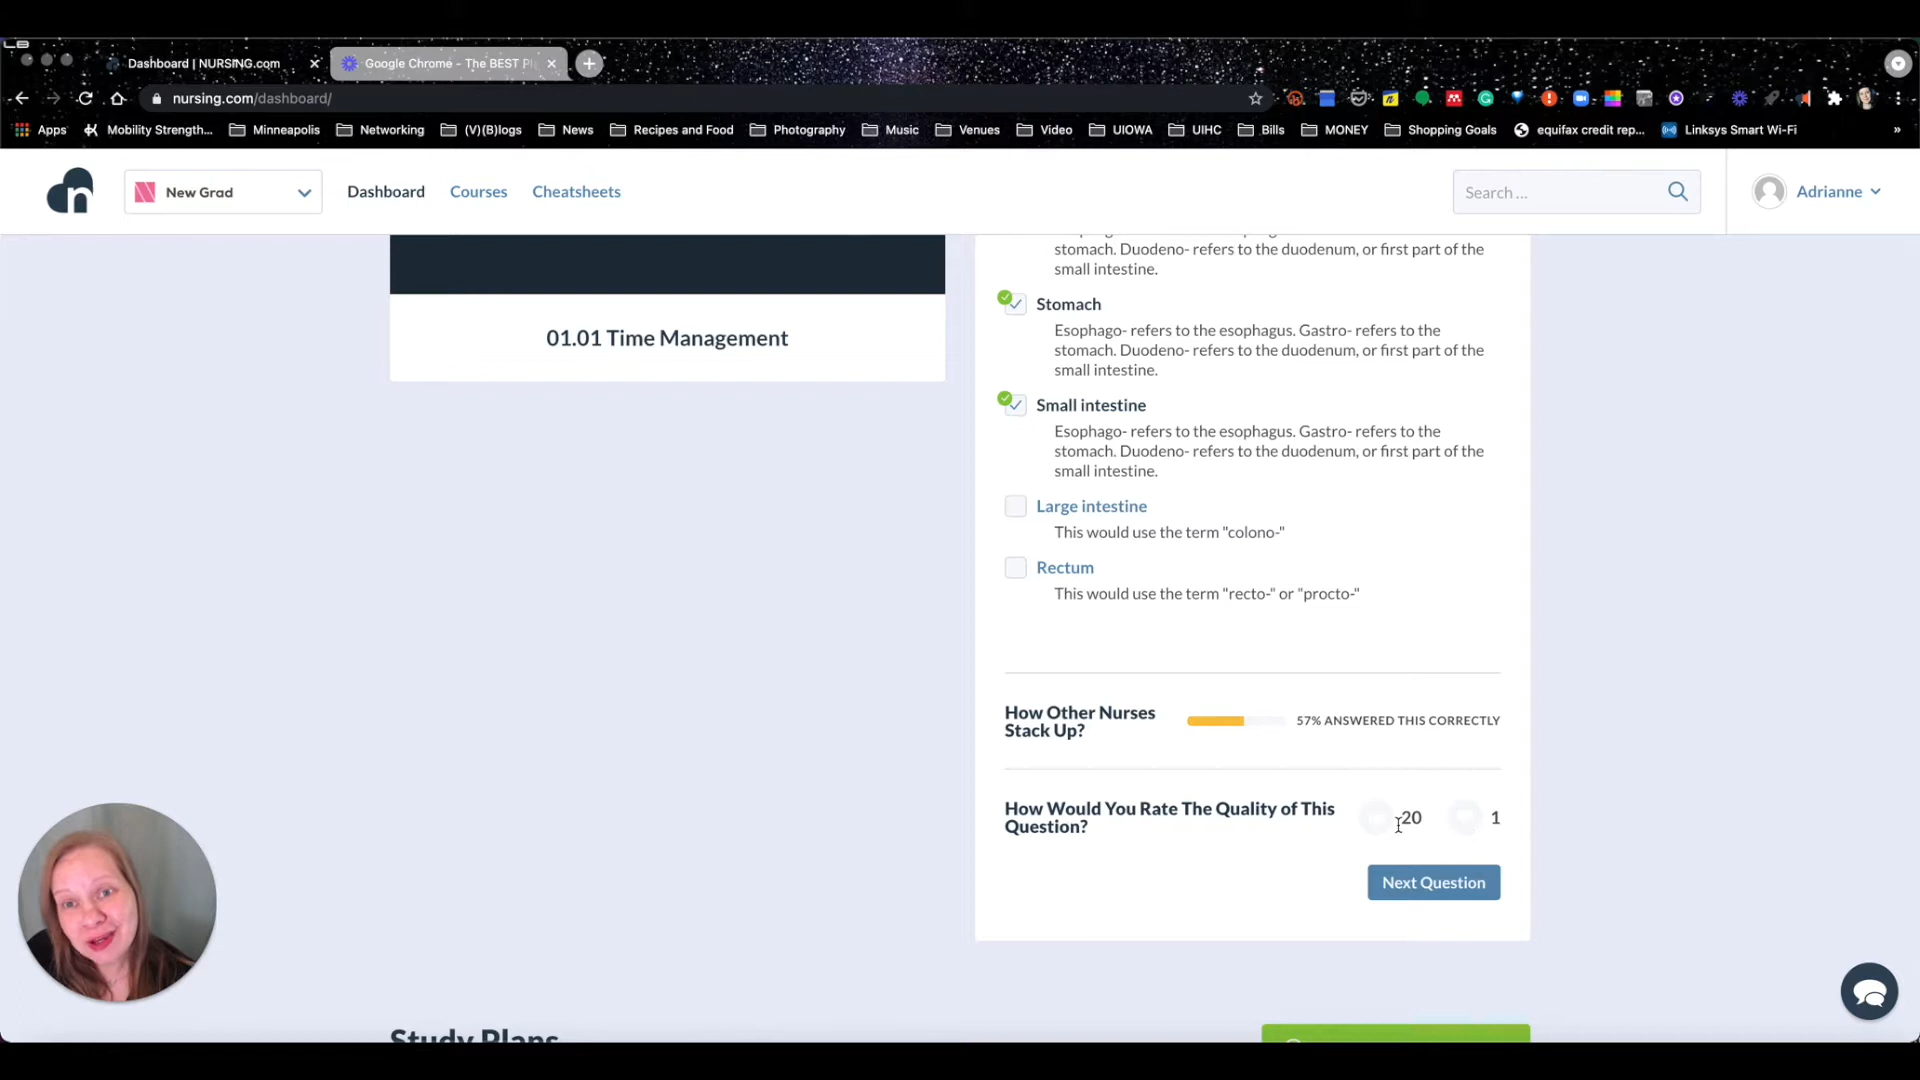 Dashboard | NURSING.com
Google Chrome - The BEST Pl
nursing.com/dashboard/
Apps
Mobility Strength...
Minneapolis
Networking
(V)(B)logs
News
Recipes and Food
Photography
Music
Venues
Video
UIOWA
UIHC
Bills
MONEY
Shopping Goals
equifax credit rep...
Linksys Smart Wi-Fi
»
n
New Grad
Dashboard
Courses
Cheatsheets
Search ...
Adrianne
01.01 Time Management
stomach. Duodeno- refers to the duodenum, or first part of the
small intestine.
Stomach
Esophago- refers to the esophagus. Gastro- refers to the
stomach. Duodeno- refers to the duodenum, or first part of the
small intestine.
Small intestine
Esophago- refers to the esophagus. Gastro- refers to the
stomach. Duodeno- refers to the duodenum, or first part of the
small intestine.
Large intestine
This would use the term "colono-"
Rectum
This would use the term "recto-" or "procto-"
How Other Nurses
Stack Up?
57% ANSWERED THIS CORRECTLY
How Would You Rate The Quality of This
Question?
20
1
Next Question
Study Plans